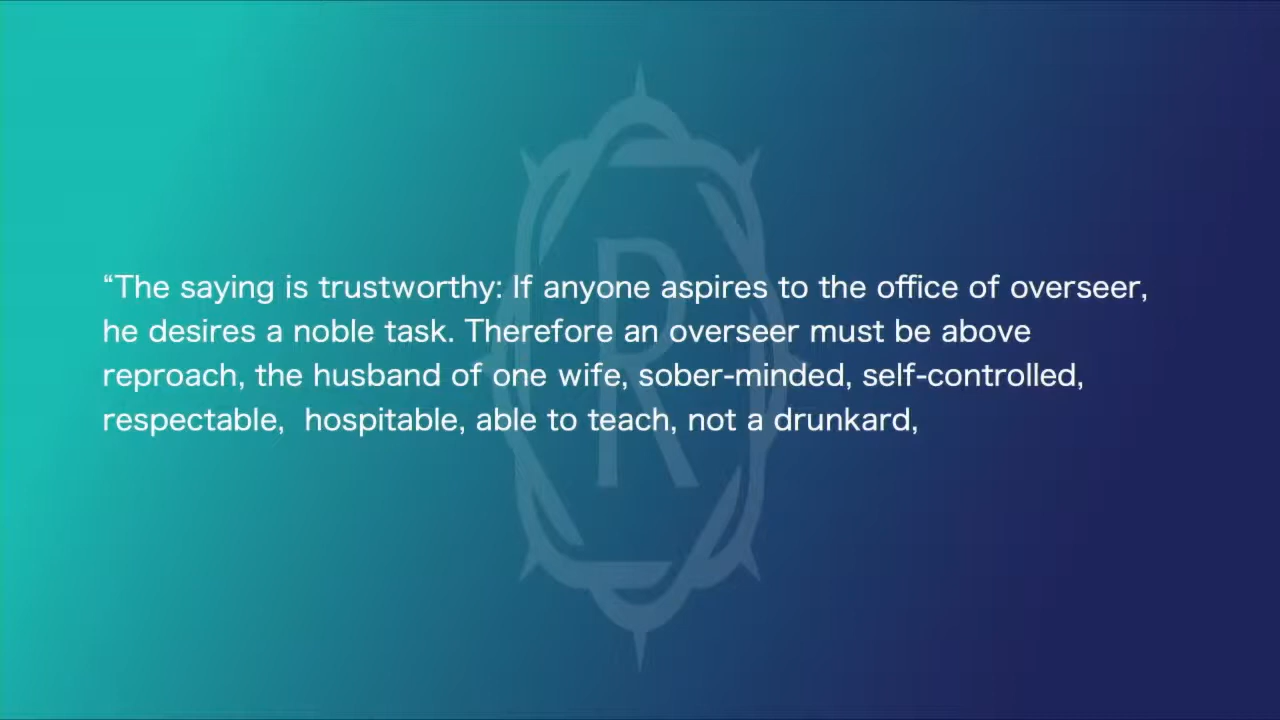 “The saying is trustworthy: If anyone aspires to the office of overseer,
he desires a noble task. Therefore an overseer must be above
reproach, the husband of one wife, sober-minded, self-controlled,
respectable,  hospitable, able to teach, not a drunkard,
R